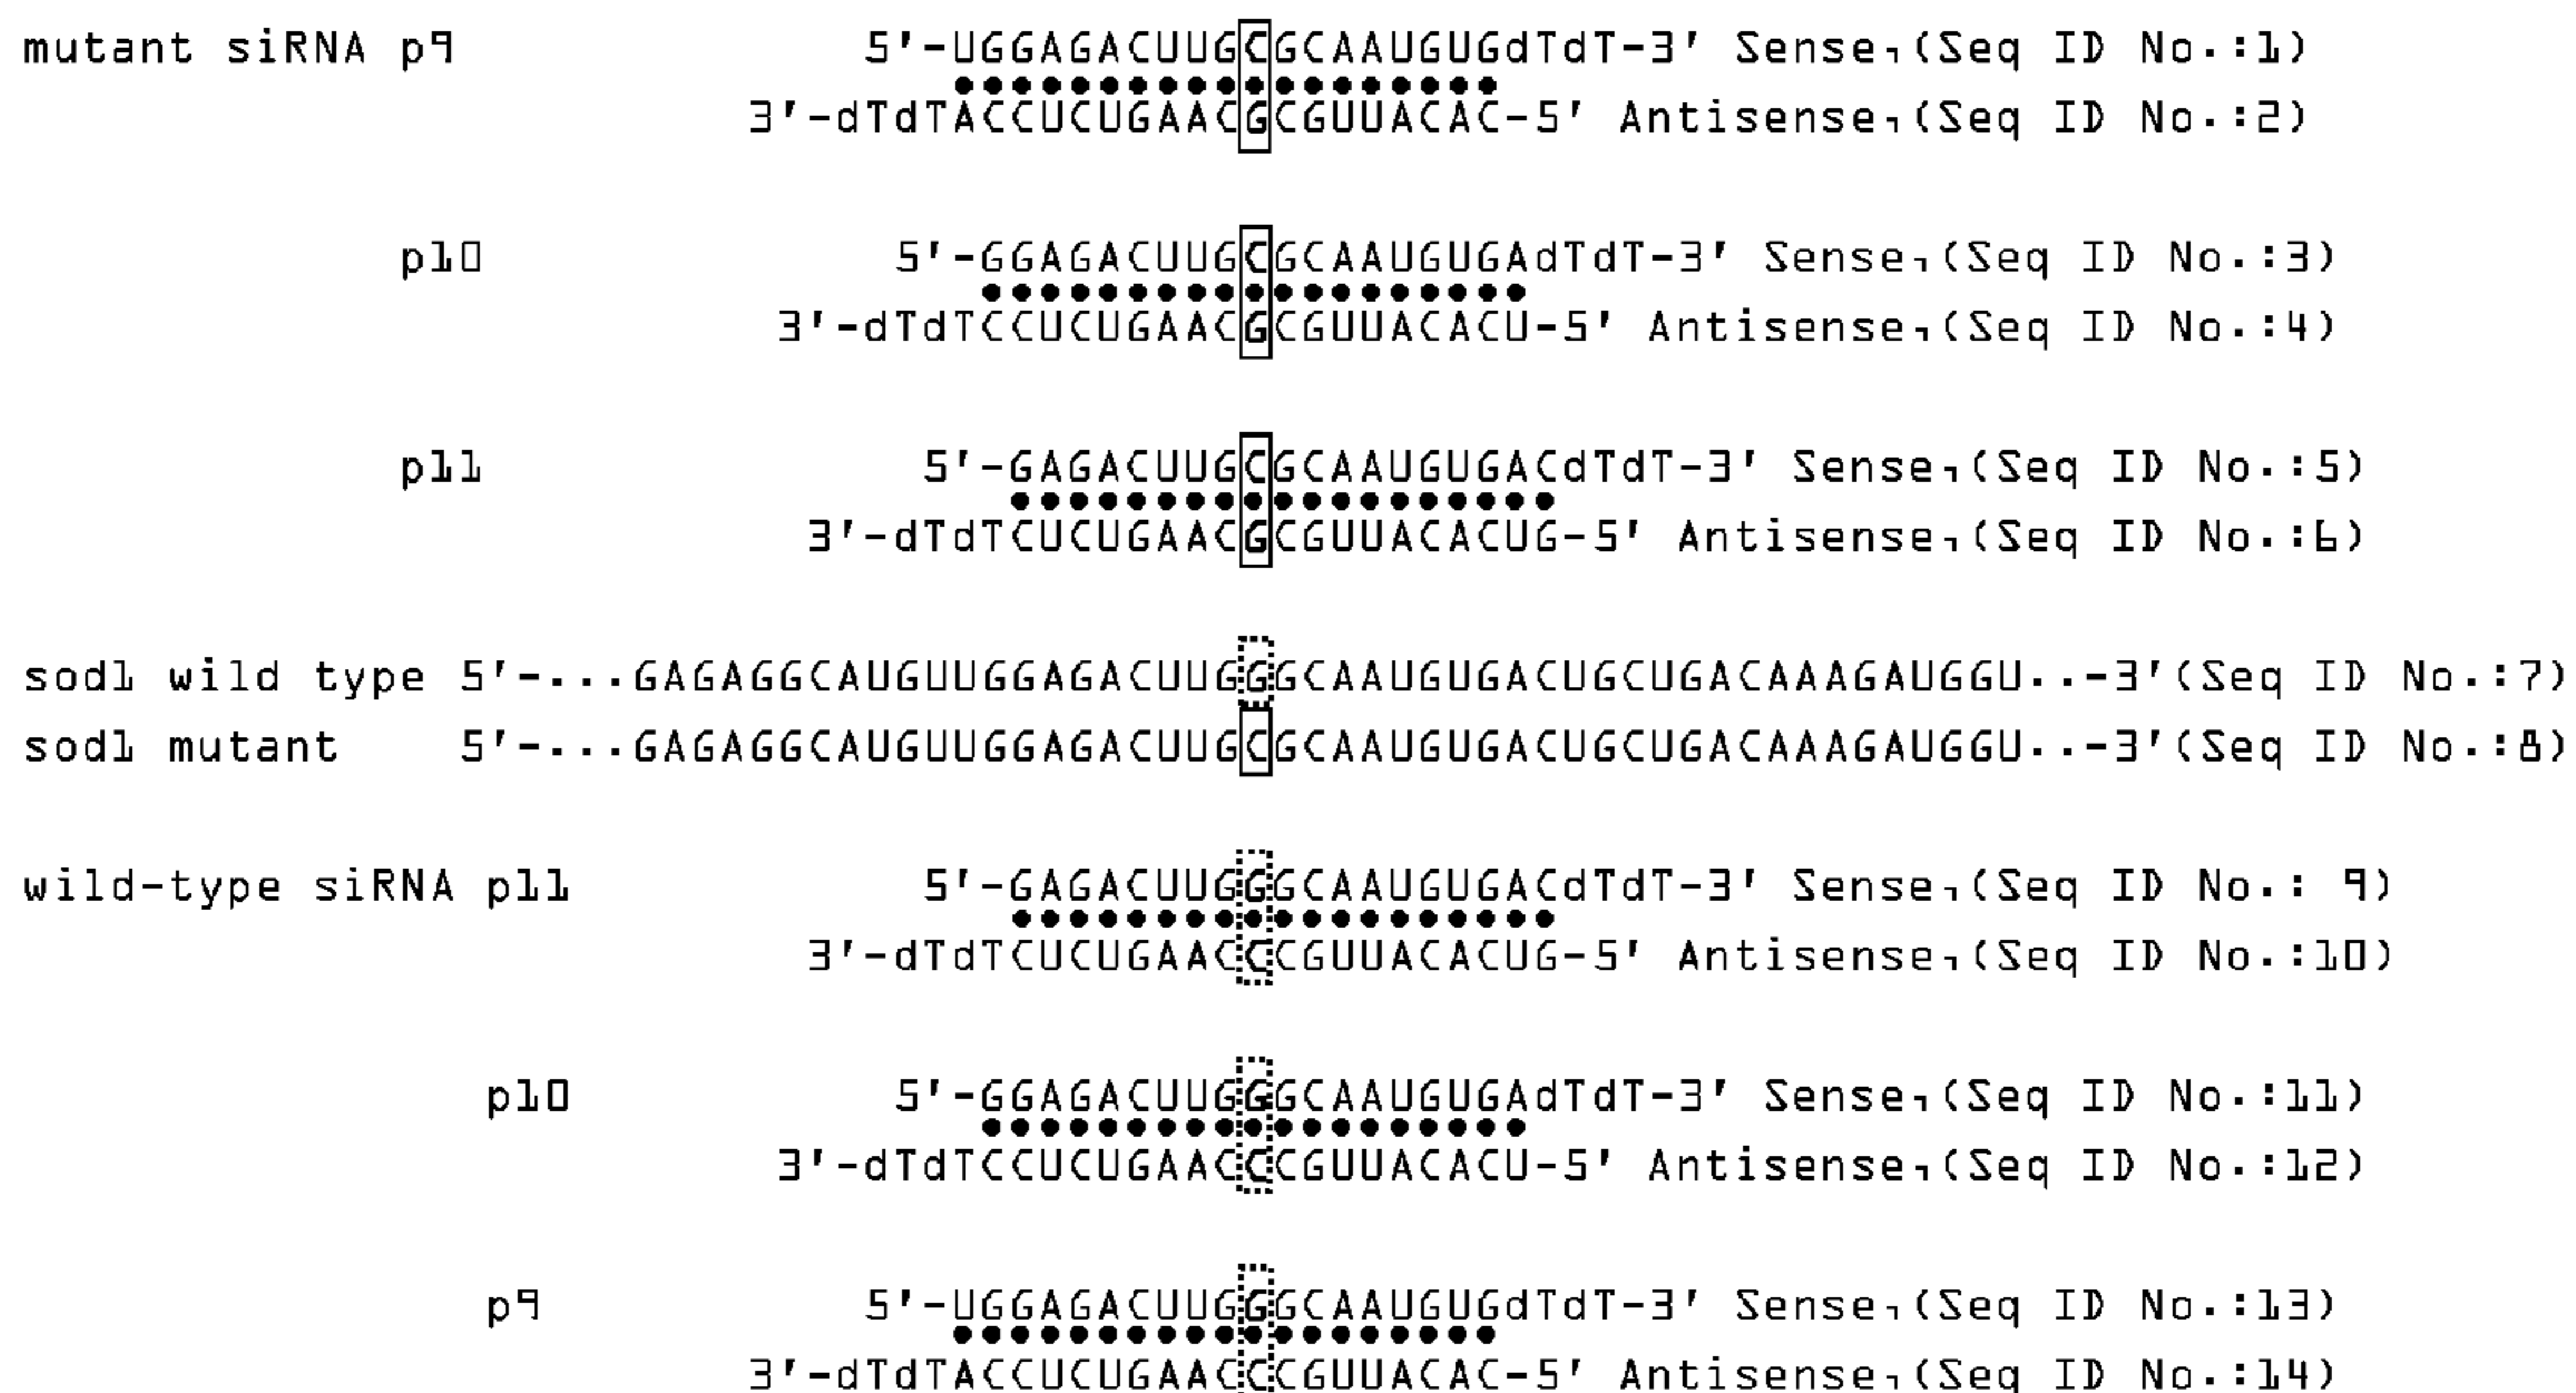 mutant siRNA p9 5'-UGGAGACUUGCGCAAUGUGdTdT-3' Sense,(Seq ID No.:1)
3'-dTdTACCUCUGAACGCGUUACAC-5' Antisense,(Seq ID No.:2)
p10 5'-GGAGACUUGCGCAAUGUGAdTdT-3' Sense,(Seq ID No.:3)
3'-dTdTCCUCUGAACGCGUUACACU-5' Antisense,(Seq ID No.:4)
p11 5'-GAGACUUGCGCAAUGUGACdTdT-3' Sense,(Seq ID No.:5)
3'-dTdTCUCUGAACGCGUUACACUG-5' Antisense,(Seq ID No.:6)
sod1 wild type 5'-...GAGAGGCAUGUUGGAGACUUGGGCAAUGUGACUGCUGACAAAGAUGGU..-3'(Seq ID No.:7)
sod1 mutant 5'-...GAGAGGCAUGUUGGAGACUUGCGCAAUGUGACUGCUGACAAAGAUGGU..-3'(Seq ID No.:8)
wild-type siRNA p11 5'-GAGACUUGGGCAAUGUGACdTdT-3' Sense,(Seq ID No.: 9)
3'-dTdTCUCUGAACCCGUUACACUG-5' Antisense,(Seq ID No.:10)
p10 5'-GGAGACUUGGGCAAUGUGAdTdT-3' Sense,(Seq ID No.:11)
3'-dTdTCCUCUGAACCCGUUACACU-5' Antisense,(Seq ID No.:12)
p9 5'-UGGAGACUUGGGCAAUGUGdTdT-3' Sense,(Seq ID No.:13)
3'-dTdTACCUCUGAACCCGUUACAC-5' Antisense,(Seq ID No.:14)